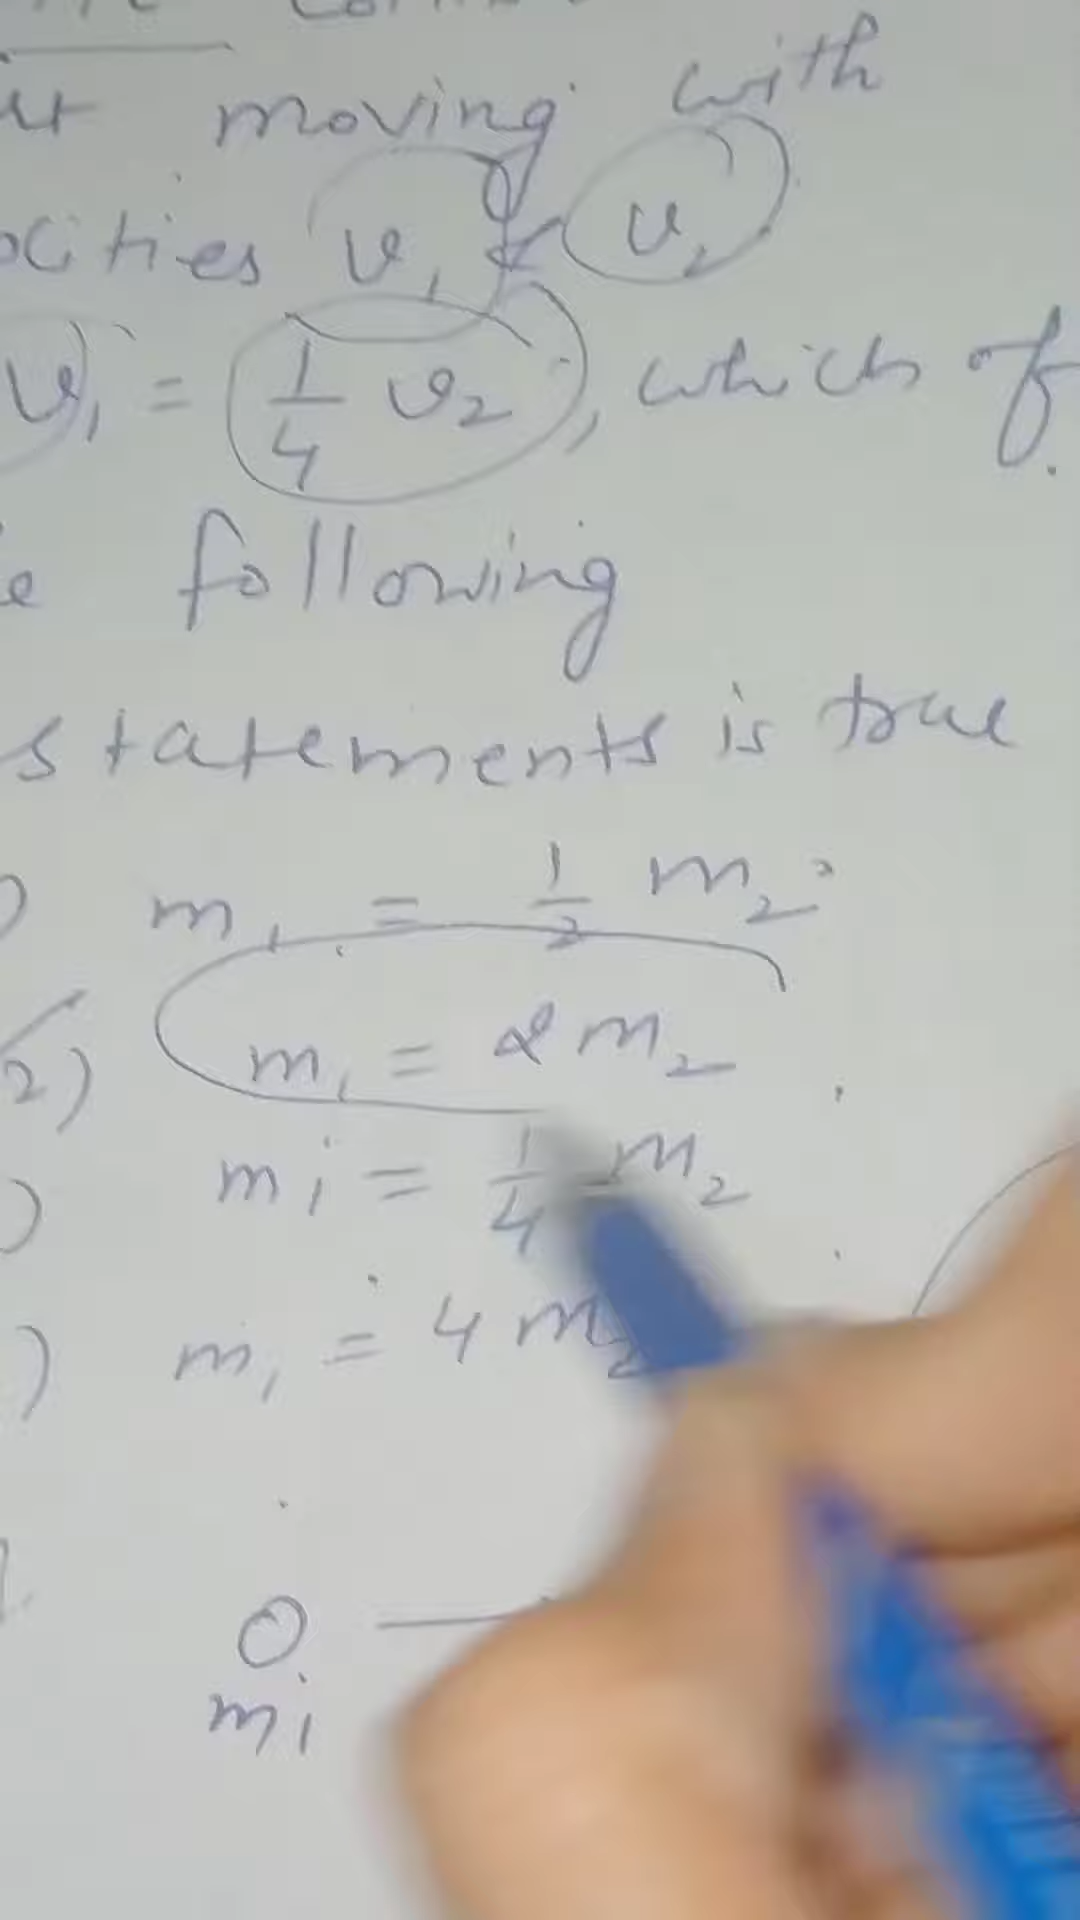 moving with
ocities v₁ & v₂
v₁ = 1/4 v₂, which of
following
statements is true
) m₁ = 1/2 m₂
2) m₁ = 2m₂
) m₁ = 1/4 m₂
) m₁ = 4m₂
m₁